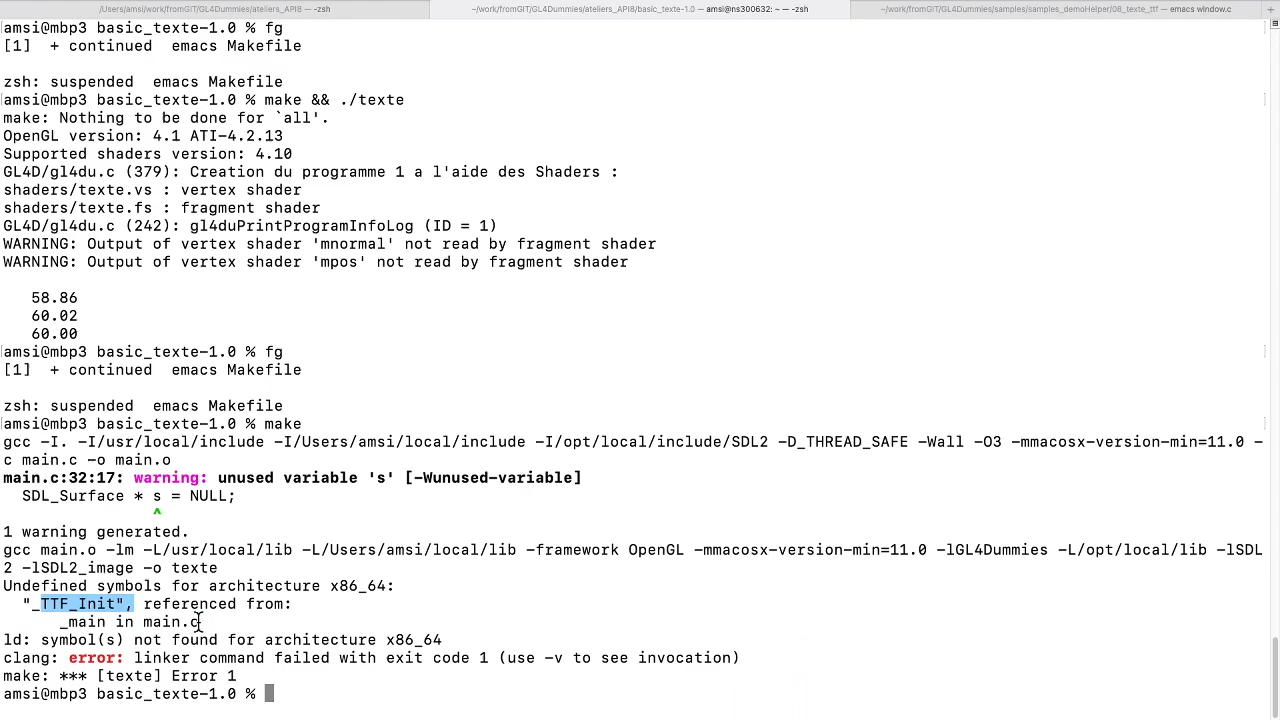 /Users/amsi/work/fromGIT/GL4Dummies/ateliers_API8 — -zsh
~/work/fromGIT/GL4Dummies/ateliers_API8/basic_texte-1.0 — amsi@ns300632: ~ — -zsh
~/work/fromGIT/GL4Dummies/samples/samples_demoHelper/08_texte_ttf — emacs window.c
amsi@mbp3 basic_texte-1.0 % fg
[1]  + continued  emacs Makefile
zsh: suspended  emacs Makefile
amsi@mbp3 basic_texte-1.0 % make && ./texte
make: Nothing to be done for `all'.
OpenGL version: 4.1 ATI-4.2.13
Supported shaders version: 4.10
GL4D/gl4du.c (379): Creation du programme 1 a l'aide des Shaders :
shaders/texte.vs : vertex shader
shaders/texte.fs : fragment shader
GL4D/gl4du.c (242): gl4duPrintProgramInfoLog (ID = 1)
WARNING: Output of vertex shader 'mnormal' not read by fragment shader
WARNING: Output of vertex shader 'mpos' not read by fragment shader
58.86
60.02
60.00
amsi@mbp3 basic_texte-1.0 % fg
[1]  + continued  emacs Makefile
zsh: suspended  emacs Makefile
amsi@mbp3 basic_texte-1.0 % make
gcc -I. -I/usr/local/include -I/Users/amsi/local/include -I/opt/local/include/SDL2 -D_THREAD_SAFE -Wall -O3 -mmacosx-version-min=11.0 -
c main.c -o main.o
main.c:32:17: warning: unused variable 's' [-Wunused-variable]
SDL_Surface * s = NULL;
^
1 warning generated.
gcc main.o -lm -L/usr/local/lib -L/Users/amsi/local/lib -framework OpenGL -mmacosx-version-min=11.0 -lGL4Dummies -L/opt/local/lib -lSDL
2 -lSDL2_image -o texte
Undefined symbols for architecture x86_64:
"_TTF_Init", referenced from:
_main in main.o
ld: symbol(s) not found for architecture x86_64
clang: error: linker command failed with exit code 1 (use -v to see invocation)
make: *** [texte] Error 1
amsi@mbp3 basic_texte-1.0 %